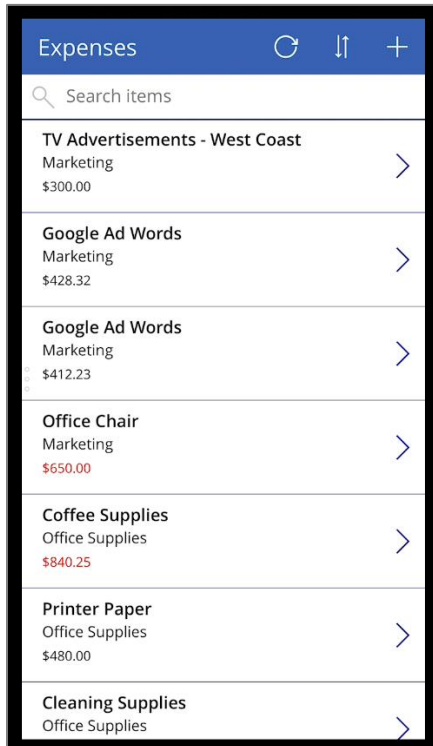 Expenses
Search items
TV Advertisements - West Coast
Marketing
$300.00
Google Ad Words
Marketing
$428.32
Google Ad Words
Marketing
$412.23
Office Chair
Marketing
$650.00
Coffee Supplies
Office Supplies
$840.25
Printer Paper
Office Supplies
$480.00
Cleaning Supplies
Office Supplies